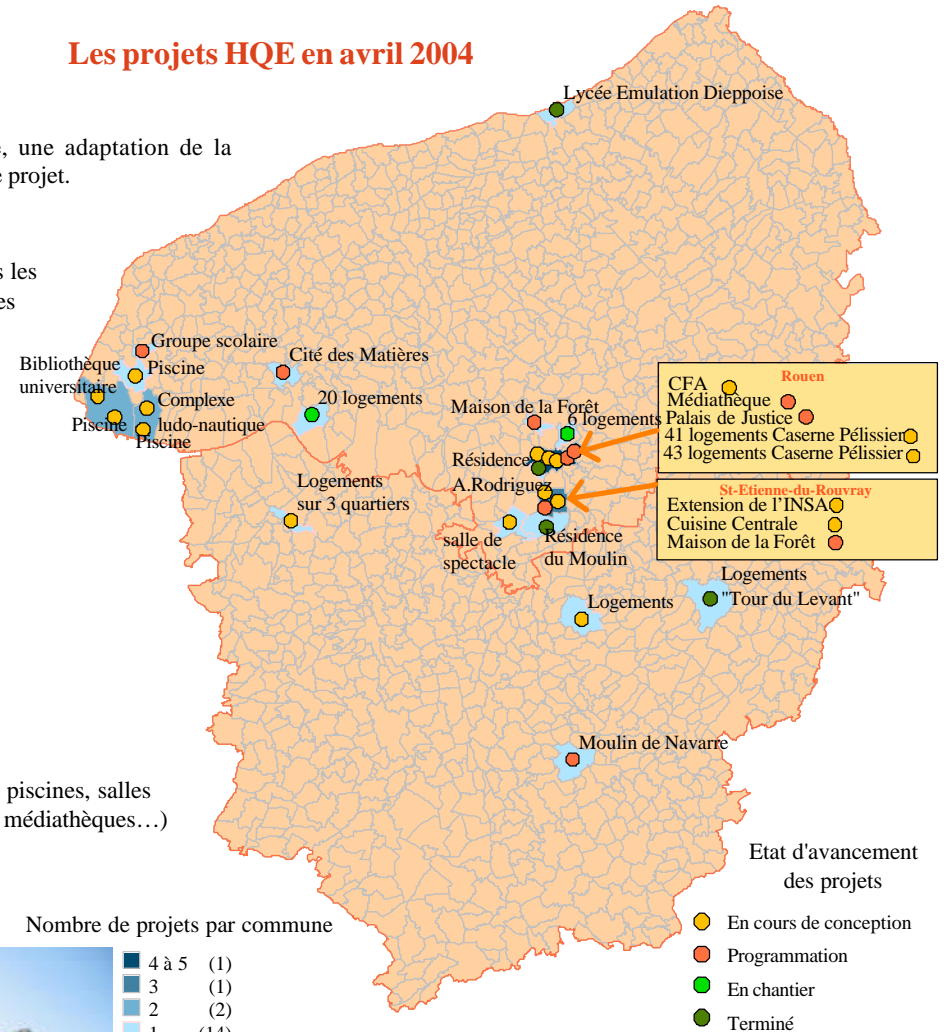 Les projets HQE en avril 2004
Lycée Emulation Dieppoise
, une adaptation de la
projet.
les
Groupe scolaire
Bibliothèque
universitaire
Piscine
Cité des Matières
Complexe
ludo-nautique
Piscine
Piscine
20 logements
Maison de la Forêt
6 logements
Résidence
A.Rodriguez
Rouen
CFA
Médiathèque
Palais de Justice
41 logements Caserne Pélissier
43 logements Caserne Pélissier
St-Etienne-du-Rouvray
Extension de l’INSA
Cuisine Centrale
Maison de la Forêt
Logements
sur 3 quartiers
salle de
spectacle
Résidence
du Moulin
Logements
"Tour du Levant"
Logements
Moulin de Navarre
piscines, salles
médiathèques…)
Etat d'avancement
des projets
En cours de conception
Programmation
En chantier
Terminé
Nombre de projets par commune
4 à 5 (1)
3 (1)
2 (2)
1 (14)